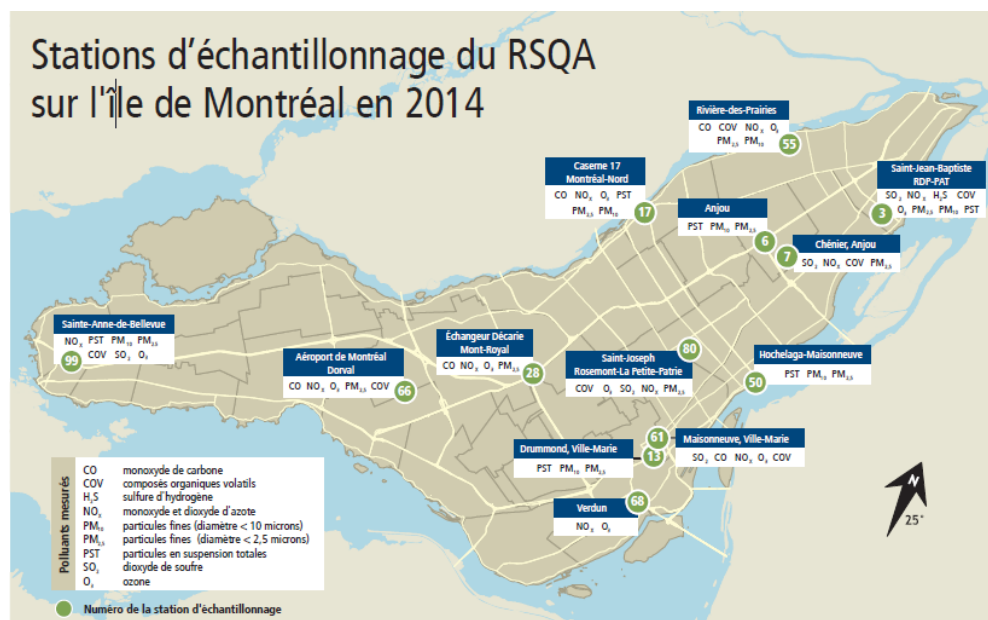 Stations d'échantillonnage du RSQA
sur l'île de Montréal en 2014
Rivière-des-Prairies
CO COV NOₓ O₃
PM₂,₅ PM₁₀
55
Caserne 17
Montréal-Nord
CO NOₓ O₃ PST
PM₂,₅ PM₁₀
17
Saint-Jean-Baptiste
RDP-PAT
SO₂ NOₓ H₂S COV
O₃ PM₂,₅ PM₁₀ PST
3
Anjou
PST PM₁₀ PM₂,₅
6
7
Chénier, Anjou
SO₂ NOₓ COV PM₂,₅
Sainte-Anne-de-Bellevue
NOₓ PST PM₁₀ PM₂,₅
COV SO₂ O₃
99
Aéroport de Montréal
Dorval
CO NOₓ O₃ PM₂,₅ COV
66
Échangeur Décarie
Mont-Royal
CO NOₓ O₃ PM₂,₅
28
80
Saint-Joseph
Rosemont-La Petite-Patrie
COV O₃ SO₂ NOₓ PM₂,₅
Hochelaga-Maisonneuve
PST PM₁₀ PM₂,₅
50
61
Maisonneuve, Ville-Marie
SO₂ CO NOₓ O₃ COV
Drummond, Ville-Marie
PST PM₁₀ PM₂,₅
13
Verdun
NOₓ O₃
68
N
25°
Polluants mesurés
CO monoxyde de carbone
COV composés organiques volatils
H₂S sulfure d'hydrogène
NOₓ monoxyde et dioxyde d'azote
PM₁₀ particules fines (diamètre < 10 microns)
PM₂,₅ particules fines (diamètre < 2,5 microns)
PST particules en suspension totales
SO₂ dioxyde de soufre
O₃ ozone
Numéro de la station d'échantillonnage